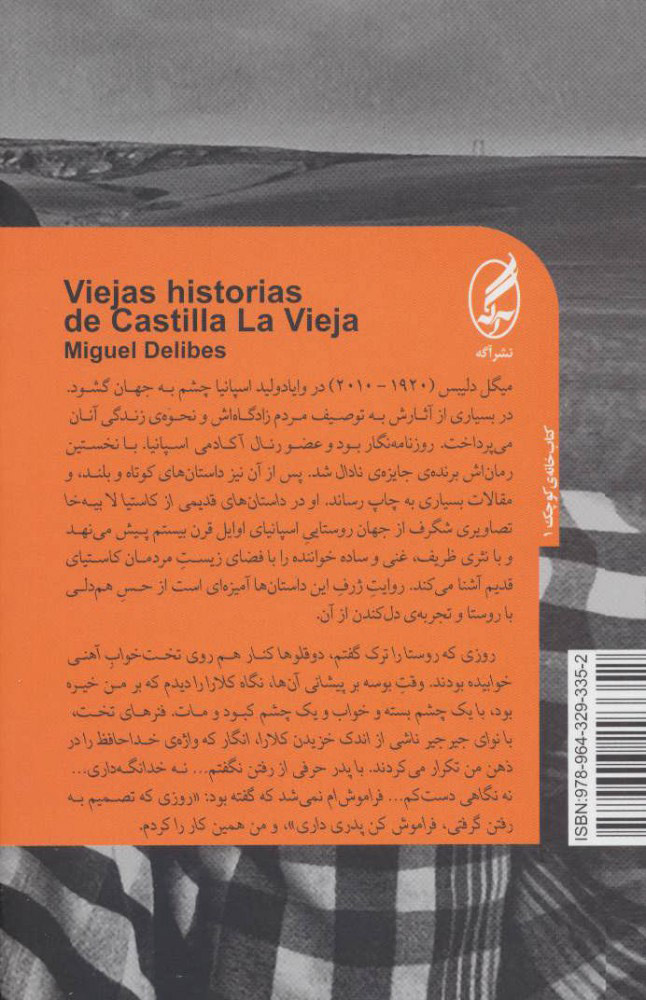 Viejas historias
de Castilla La Vieja
Miguel Delibes
آگه
نشر آگه
میگل دلیبس (۱۹۲۰ - ۲۰۱۰) در وایادولید اسپانیا چشم به جهان گشود.
در بسیاری از آثارش به توصیف مردم زادگاه‌اش و نحوه‌ی زندگی آنان
می‌پرداخت. روزنامه‌نگار بود و عضو رئال آکادمی اسپانیا. با نخستین
رمان‌اش برنده‌ی جایزه‌ی نادال شد. پس از آن نیز داستان‌های کوتاه و بلند، و
مقالات بسیاری به چاپ رساند. او در داستان‌های قدیمی از کاستیا لا بیه‌خا
تصاویری شگرف از جهان روستایی اسپانیای اوایل قرن بیستم پیش می‌نهد
و با نثری ظریف، غنی و ساده خواننده را با فضای زیستِ مردمان کاستیای
قدیم آشنا می‌کند. روایتِ ژرفِ این داستان‌ها آمیزه‌ای است از حسِ هم‌دلی
با روستا و تجربه‌ی دل‌کندن از آن.
روزی که روستا را ترک گفتم، دوقلوها کنار هم روی تخت‌خوابِ آهنی
خوابیده بودند. وقتِ بوسه بر پیشانی آن‌ها، نگاه کلارا را دیدم که بر من خیره
بود، با یک چشم بسته و خواب و یک چشم کبود و مات. فنرهای تخت،
با نوای جیرجیر ناشی از اندک خزیدن کلارا، انگار که واژه‌ی خداحافظ را در
ذهن من تکرار می‌کردند. با پدر حرفی از رفتن نگفتم... نه خدانگه‌داری...
نه نگاهی دست‌کم... فراموش‌ام نمی‌شد که گفته بود: «روزی که تصمیم به
رفتن گرفتی، فراموش کن پدری داری»، و من همین کار را کردم.
کتاب‌خانه‌ی کوچک ۱
ISBN:978-964-329-335-2